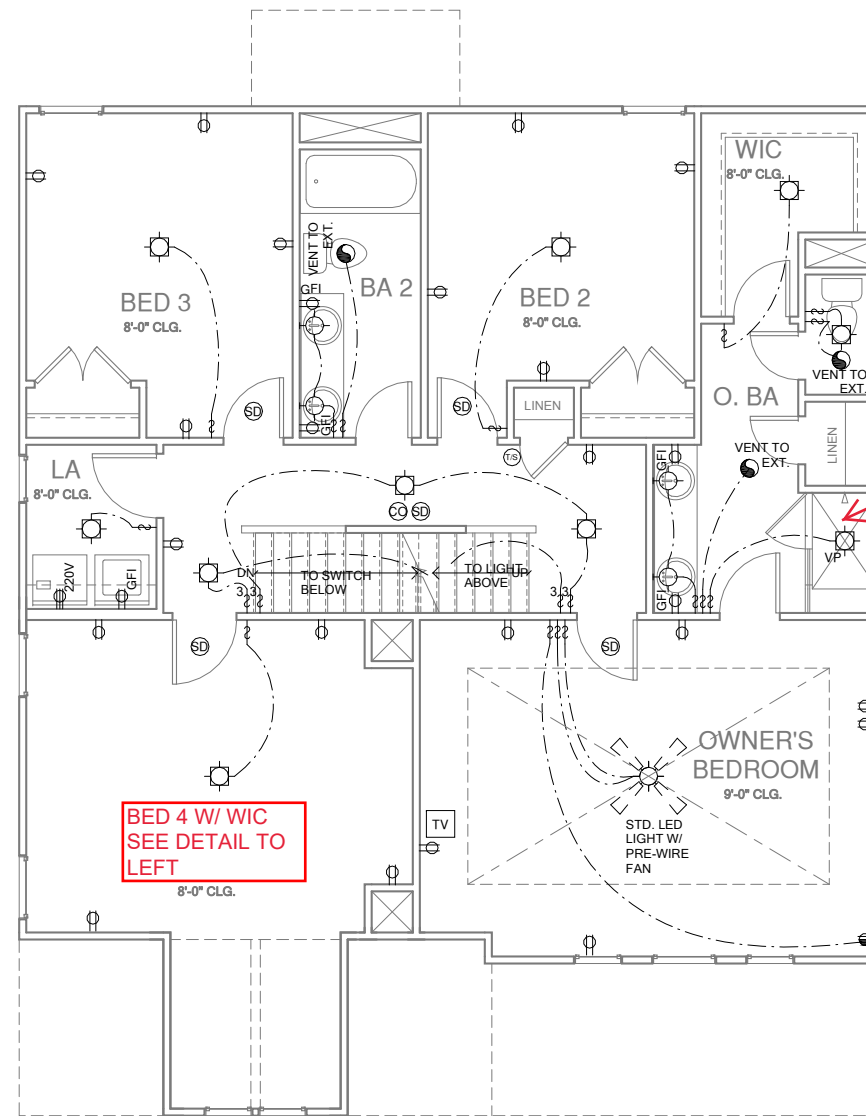 WIC
8'-0" CLG.
VENT TO
EXT.
GFI
BA 2
BED 3
8'-0" CLG.
BED 2
8'-0" CLG.
VENT TO
EXT.
O. BA
GFI
SD
SD
LINEN
LINEN
T/S
VENT TO
EXT.
GFI
LA
8'-0" CLG.
CO
SD
220V
GFI
DN
TO SWITCH
BELOW
TO LIGHT
ABOVE
UP
VP
3
3
3
3
GFI
SD
SD
OWNER'S
BEDROOM
9'-0" CLG.
BED 4 W/ WIC
SEE DETAIL TO
LEFT
8'-0" CLG.
TV
STD. LED
LIGHT W/
PRE-WIRE
FAN